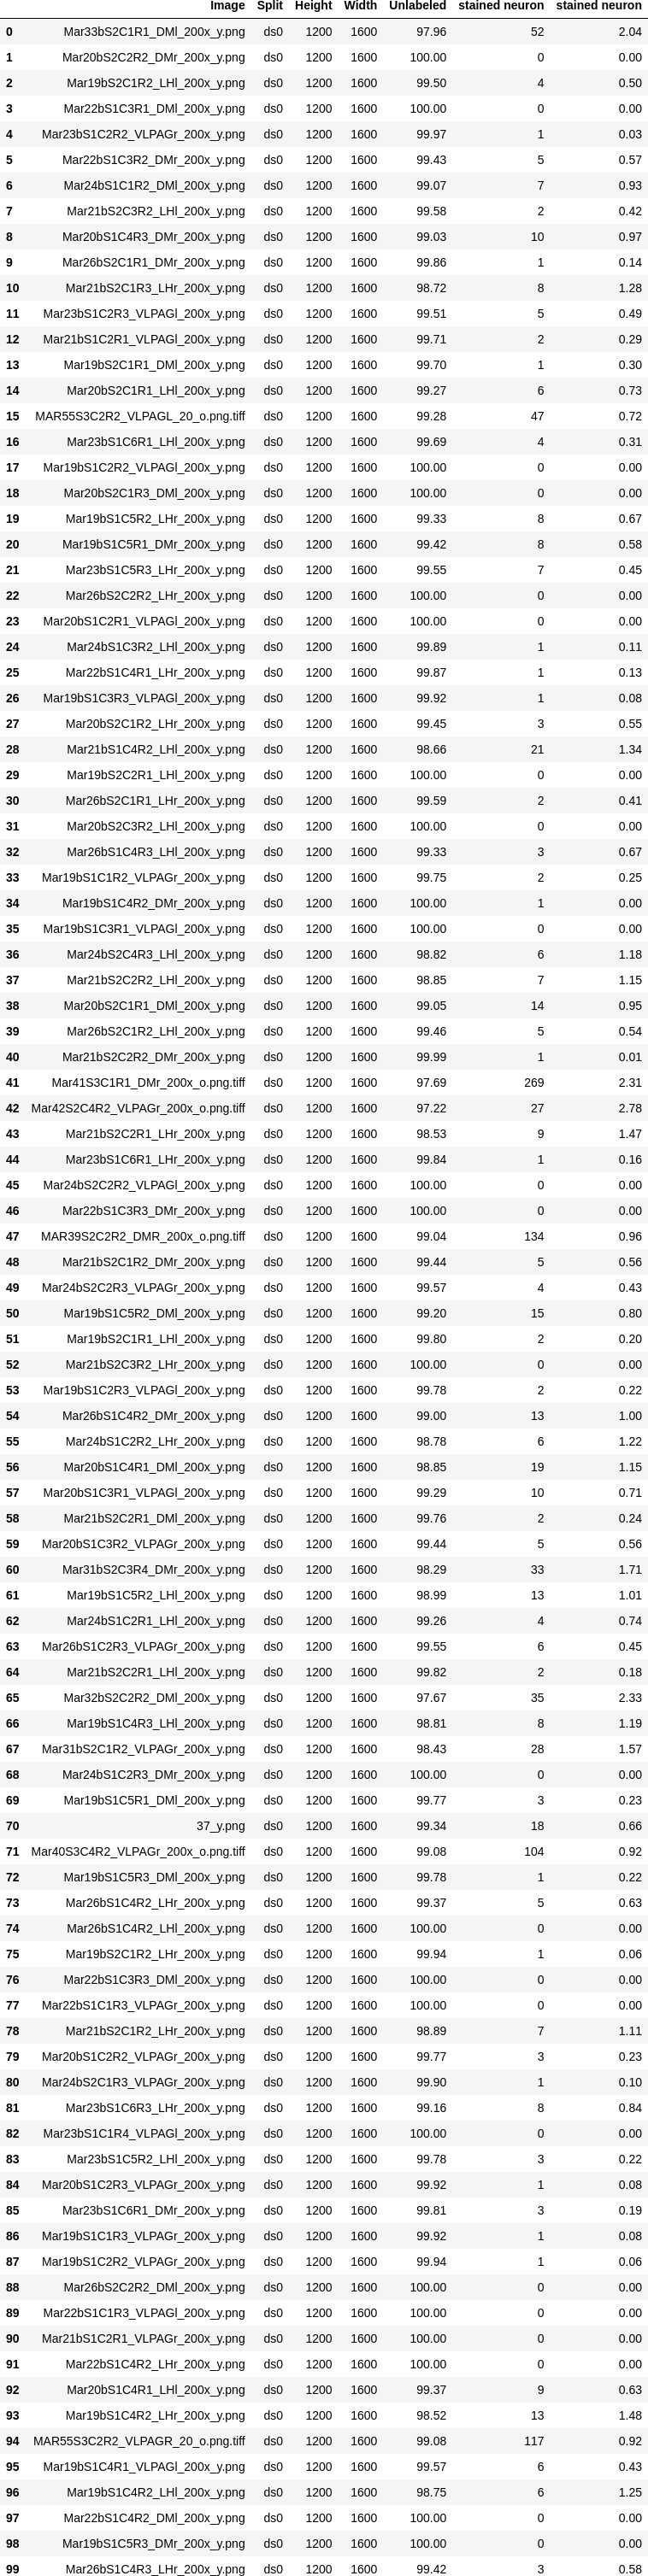 Image Split Height Width Unlabeled stained neuron stained neuron
0 Mar33bS2C1R1_DMl_200x_y.png ds0 1200 1600 97.96 52 2.04
1 Mar20bS2C2R2_DMr_200x_y.png ds0 1200 1600 100.00 0 0.00
2 Mar19bS2C1R2_LHl_200x_y.png ds0 1200 1600 99.50 4 0.50
3 Mar22bS1C3R1_DMl_200x_y.png ds0 1200 1600 100.00 0 0.00
4 Mar23bS1C2R2_VLPAGr_200x_y.png ds0 1200 1600 99.97 1 0.03
5 Mar22bS1C3R2_DMr_200x_y.png ds0 1200 1600 99.43 5 0.57
6 Mar24bS1C1R2_DMl_200x_y.png ds0 1200 1600 99.07 7 0.93
7 Mar21bS2C3R2_LHl_200x_y.png ds0 1200 1600 99.58 2 0.42
8 Mar20bS1C4R3_DMr_200x_y.png ds0 1200 1600 99.03 10 0.97
9 Mar26bS2C1R1_DMr_200x_y.png ds0 1200 1600 99.86 1 0.14
10 Mar21bS2C1R3_LHr_200x_y.png ds0 1200 1600 98.72 8 1.28
11 Mar23bS1C2R3_VLPAGl_200x_y.png ds0 1200 1600 99.51 5 0.49
12 Mar21bS1C2R1_VLPAGl_200x_y.png ds0 1200 1600 99.71 2 0.29
13 Mar19bS2C1R1_DMl_200x_y.png ds0 1200 1600 99.70 1 0.30
14 Mar20bS2C1R1_LHl_200x_y.png ds0 1200 1600 99.27 6 0.73
15 MAR55S3C2R2_VLPAGL_20_o.png.tiff ds0 1200 1600 99.28 47 0.72
16 Mar23bS1C6R1_LHl_200x_y.png ds0 1200 1600 99.69 4 0.31
17 Mar19bS1C2R2_VLPAGl_200x_y.png ds0 1200 1600 100.00 0 0.00
18 Mar20bS2C1R3_DMl_200x_y.png ds0 1200 1600 100.00 0 0.00
19 Mar19bS1C5R2_LHr_200x_y.png ds0 1200 1600 99.33 8 0.67
20 Mar19bS1C5R1_DMr_200x_y.png ds0 1200 1600 99.42 8 0.58
21 Mar23bS1C5R3_LHr_200x_y.png ds0 1200 1600 99.55 7 0.45
22 Mar26bS2C2R2_LHr_200x_y.png ds0 1200 1600 100.00 0 0.00
23 Mar20bS1C2R1_VLPAGl_200x_y.png ds0 1200 1600 100.00 0 0.00
24 Mar24bS1C3R2_LHl_200x_y.png ds0 1200 1600 99.89 1 0.11
25 Mar22bS1C4R1_LHr_200x_y.png ds0 1200 1600 99.87 1 0.13
26 Mar19bS1C3R3_VLPAGl_200x_y.png ds0 1200 1600 99.92 1 0.08
27 Mar20bS2C1R2_LHr_200x_y.png ds0 1200 1600 99.45 3 0.55
28 Mar21bS1C4R2_LHl_200x_y.png ds0 1200 1600 98.66 21 1.34
29 Mar19bS2C2R1_LHl_200x_y.png ds0 1200 1600 100.00 0 0.00
30 Mar26bS2C1R1_LHr_200x_y.png ds0 1200 1600 99.59 2 0.41
31 Mar20bS2C3R2_LHl_200x_y.png ds0 1200 1600 100.00 0 0.00
32 Mar26bS1C4R3_LHl_200x_y.png ds0 1200 1600 99.33 3 0.67
33 Mar19bS1C1R2_VLPAGr_200x_y.png ds0 1200 1600 99.75 2 0.25
34 Mar19bS1C4R2_DMr_200x_y.png ds0 1200 1600 100.00 1 0.00
35 Mar19bS1C3R1_VLPAGl_200x_y.png ds0 1200 1600 100.00 0 0.00
36 Mar24bS2C4R3_LHl_200x_y.png ds0 1200 1600 98.82 6 1.18
37 Mar21bS2C2R2_LHl_200x_y.png ds0 1200 1600 98.85 7 1.15
38 Mar20bS2C1R1_DMl_200x_y.png ds0 1200 1600 99.05 14 0.95
39 Mar26bS2C1R2_LHl_200x_y.png ds0 1200 1600 99.46 5 0.54
40 Mar21bS2C2R2_DMr_200x_y.png ds0 1200 1600 99.99 1 0.01
41 Mar41S3C1R1_DMr_200x_o.png.tiff ds0 1200 1600 97.69 269 2.31
42 Mar42S2C4R2_VLPAGr_200x_o.png.tiff ds0 1200 1600 97.22 27 2.78
43 Mar21bS2C2R1_LHr_200x_y.png ds0 1200 1600 98.53 9 1.47
44 Mar23bS1C6R1_LHr_200x_y.png ds0 1200 1600 99.84 1 0.16
45 Mar24bS2C2R2_VLPAGl_200x_y.png ds0 1200 1600 100.00 0 0.00
46 Mar22bS1C3R3_DMr_200x_y.png ds0 1200 1600 100.00 0 0.00
47 MAR39S2C2R2_DMR_200x_o.png.tiff ds0 1200 1600 99.04 134 0.96
48 Mar21bS2C1R2_DMr_200x_y.png ds0 1200 1600 99.44 5 0.56
49 Mar24bS2C2R3_VLPAGr_200x_y.png ds0 1200 1600 99.57 4 0.43
50 Mar19bS1C5R2_DMl_200x_y.png ds0 1200 1600 99.20 15 0.80
51 Mar19bS2C1R1_LHl_200x_y.png ds0 1200 1600 99.80 2 0.20
52 Mar21bS2C3R2_LHr_200x_y.png ds0 1200 1600 100.00 0 0.00
53 Mar19bS1C2R3_VLPAGl_200x_y.png ds0 1200 1600 99.78 2 0.22
54 Mar26bS1C4R2_DMr_200x_y.png ds0 1200 1600 99.00 13 1.00
55 Mar24bS1C2R2_LHr_200x_y.png ds0 1200 1600 98.78 6 1.22
56 Mar20bS1C4R1_DMl_200x_y.png ds0 1200 1600 98.85 19 1.15
57 Mar20bS1C3R1_VLPAGl_200x_y.png ds0 1200 1600 99.29 10 0.71
58 Mar21bS2C2R1_DMl_200x_y.png ds0 1200 1600 99.76 2 0.24
59 Mar20bS1C3R2_VLPAGr_200x_y.png ds0 1200 1600 99.44 5 0.56
60 Mar31bS2C3R4_DMr_200x_y.png ds0 1200 1600 98.29 33 1.71
61 Mar19bS1C5R2_LHl_200x_y.png ds0 1200 1600 98.99 13 1.01
62 Mar24bS1C2R1_LHl_200x_y.png ds0 1200 1600 99.26 4 0.74
63 Mar26bS1C2R3_VLPAGr_200x_y.png ds0 1200 1600 99.55 6 0.45
64 Mar21bS2C2R1_LHl_200x_y.png ds0 1200 1600 99.82 2 0.18
65 Mar32bS2C2R2_DMl_200x_y.png ds0 1200 1600 97.67 35 2.33
66 Mar19bS1C4R3_LHl_200x_y.png ds0 1200 1600 98.81 8 1.19
67 Mar31bS2C1R2_VLPAGr_200x_y.png ds0 1200 1600 98.43 28 1.57
68 Mar24bS1C2R3_DMr_200x_y.png ds0 1200 1600 100.00 0 0.00
69 Mar19bS1C5R1_DMl_200x_y.png ds0 1200 1600 99.77 3 0.23
70 37_y.png ds0 1200 1600 99.34 18 0.66
71 Mar40S3C4R2_VLPAGr_200x_o.png.tiff ds0 1200 1600 99.08 104 0.92
72 Mar19bS1C5R3_DMl_200x_y.png ds0 1200 1600 99.78 1 0.22
73 Mar26bS1C4R2_LHr_200x_y.png ds0 1200 1600 99.37 5 0.63
74 Mar26bS1C4R2_LHl_200x_y.png ds0 1200 1600 100.00 0 0.00
75 Mar19bS2C1R2_LHr_200x_y.png ds0 1200 1600 99.94 1 0.06
76 Mar22bS1C3R3_DMl_200x_y.png ds0 1200 1600 100.00 0 0.00
77 Mar22bS1C1R3_VLPAGr_200x_y.png ds0 1200 1600 100.00 0 0.00
78 Mar21bS2C1R2_LHr_200x_y.png ds0 1200 1600 98.89 7 1.11
79 Mar20bS1C2R2_VLPAGr_200x_y.png ds0 1200 1600 99.77 3 0.23
80 Mar24bS2C1R3_VLPAGr_200x_y.png ds0 1200 1600 99.90 1 0.10
81 Mar23bS1C6R3_LHr_200x_y.png ds0 1200 1600 99.16 8 0.84
82 Mar23bS1C1R4_VLPAGl_200x_y.png ds0 1200 1600 100.00 0 0.00
83 Mar23bS1C5R2_LHl_200x_y.png ds0 1200 1600 99.78 3 0.22
84 Mar20bS1C2R3_VLPAGr_200x_y.png ds0 1200 1600 99.92 1 0.08
85 Mar23bS1C6R1_DMr_200x_y.png ds0 1200 1600 99.81 3 0.19
86 Mar19bS1C1R3_VLPAGr_200x_y.png ds0 1200 1600 99.92 1 0.08
87 Mar19bS1C2R2_VLPAGr_200x_y.png ds0 1200 1600 99.94 1 0.06
88 Mar26bS2C2R2_DMl_200x_y.png ds0 1200 1600 100.00 0 0.00
89 Mar22bS1C1R3_VLPAGl_200x_y.png ds0 1200 1600 100.00 0 0.00
90 Mar21bS1C2R1_VLPAGr_200x_y.png ds0 1200 1600 100.00 0 0.00
91 Mar22bS1C4R2_LHr_200x_y.png ds0 1200 1600 100.00 0 0.00
92 Mar20bS1C4R1_LHl_200x_y.png ds0 1200 1600 99.37 9 0.63
93 Mar19bS1C4R2_LHr_200x_y.png ds0 1200 1600 98.52 13 1.48
94 MAR55S3C2R2_VLPAGR_20_o.png.tiff ds0 1200 1600 99.08 117 0.92
95 Mar19bS1C4R1_VLPAGl_200x_y.png ds0 1200 1600 99.57 6 0.43
96 Mar19bS1C4R2_LHl_200x_y.png ds0 1200 1600 98.75 6 1.25
97 Mar22bS1C4R2_DMl_200x_y.png ds0 1200 1600 100.00 0 0.00
98 Mar19bS1C5R3_DMr_200x_y.png ds0 1200 1600 100.00 0 0.00
99 Mar26bS1C4R3_LHr_200x_y.png ds0 1200 1600 99.42 3 0.58